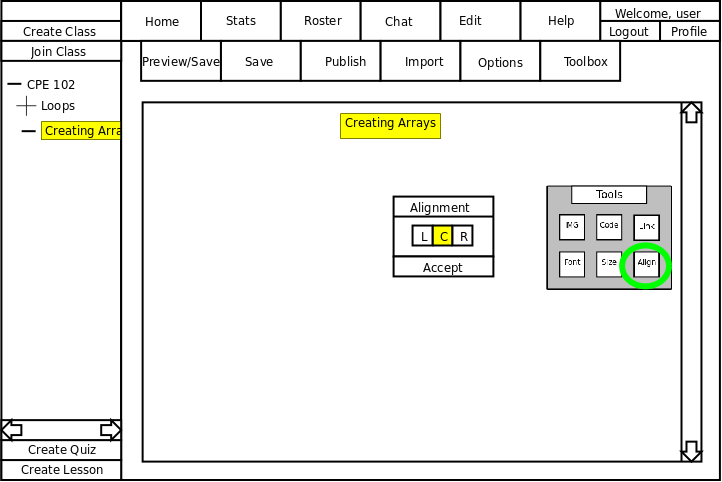 Home
Stats
Roster
Chat
Edit
Help
Welcome, user
Logout
Profile
Create Class
Join Class
Preview/Save
Save
Publish
Import
Options
Toolbox
CPE 102
Loops
Creating Arra
Creating Arrays
Alignment
L C R
Accept
Tools
IMG Code Link
Font Size Align
Create Quiz
Create Lesson